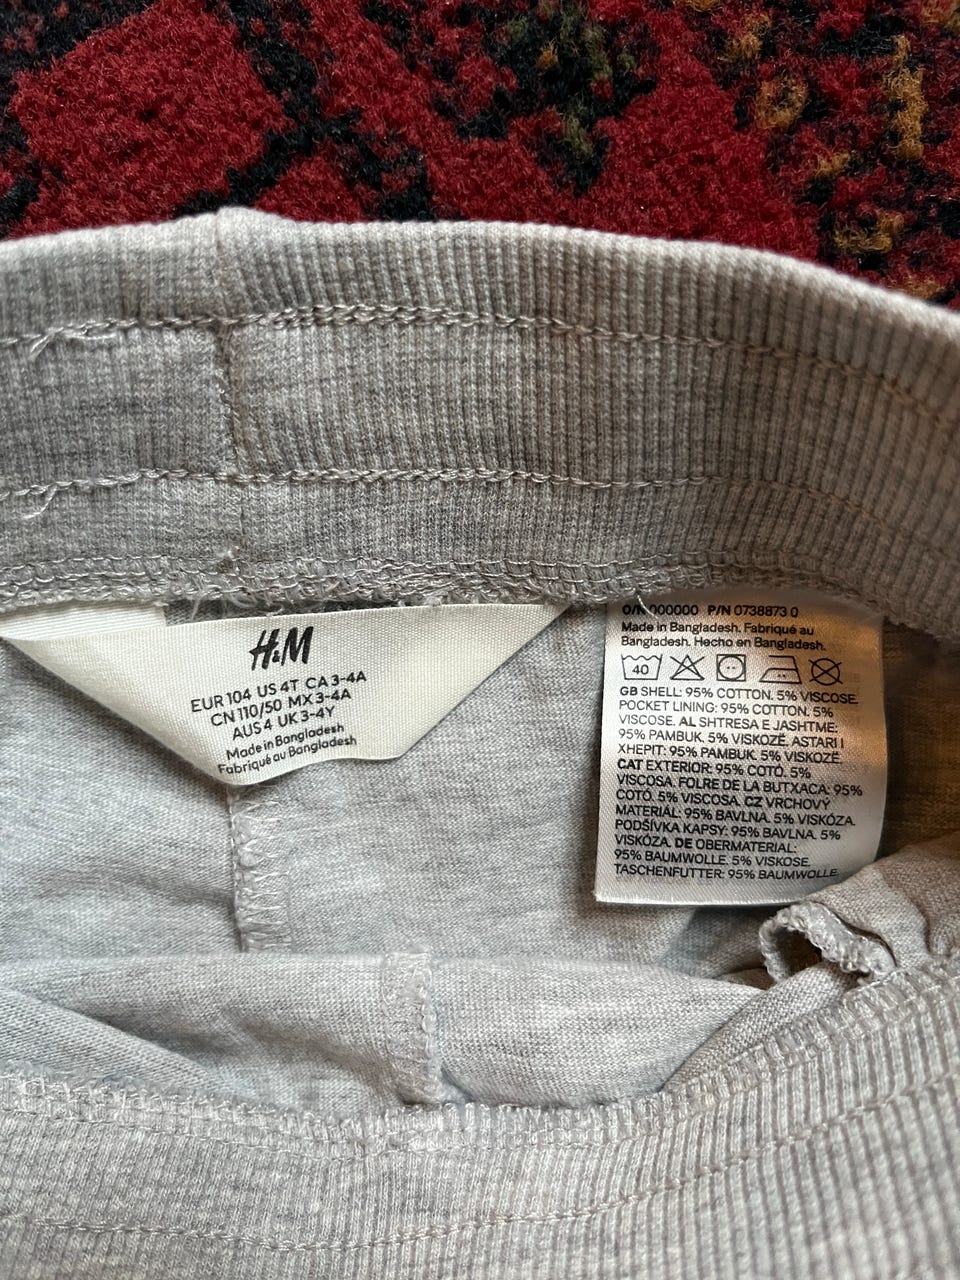 H&M
EUR 104 US 4T CA 3-4A
CN 110/50 MX 3-4A
AUS 4 UK 3-4Y
Made in Bangladesh
Fabriqué au Bangladesh
O/N 000000 P/N 0738873 0
Made in Bangladesh. Fabriqué au
Bangladesh. Hecho en Bangladesh.
40
GB SHELL: 95% COTTON. 5% VISCOSE.
POCKET LINING: 95% COTTON. 5%
VISCOSE. AL SHTRESA E JASHTME:
95% PAMBUK. 5% VISKOZË. ASTARI I
XHEPIT: 95% PAMBUK. 5% VISKOZË.
CAT EXTERIOR: 95% COTÓ. 5%
VISCOSA. FOLRE DE LA BUTXACA: 95%
COTÓ. 5% VISCOSA. CZ VRCHOVÝ
MATERIÁL: 95% BAVLNA. 5% VISKÓZA.
PODŠÍVKA KAPSY: 95% BAVLNA. 5%
VISKÓZA. DE OBERMATERIAL:
95% BAUMWOLLE. 5% VISKOSE.
TASCHENFUTTER: 95% BAUMWOLLE.